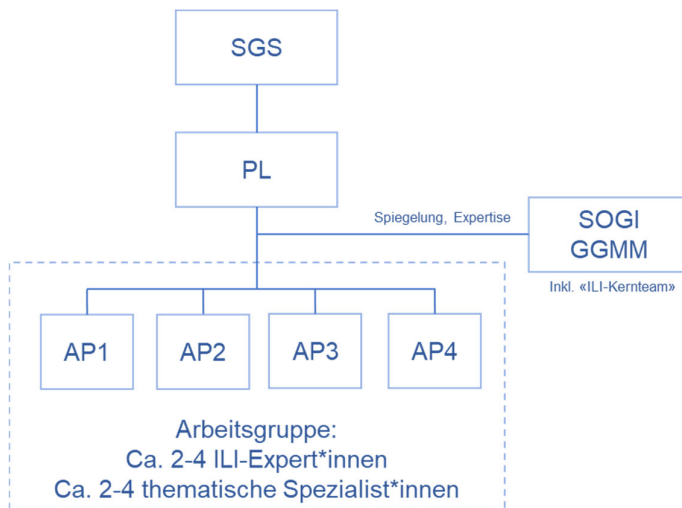 SGS
PL
Spiegelung, Expertise
SOGI
GGMM
Inkl. «ILI-Kernteam»
AP1
AP2
AP3
AP4
Arbeitsgruppe:
Ca. 2-4 ILI-Expert*innen
Ca. 2-4 thematische Spezialist*innen